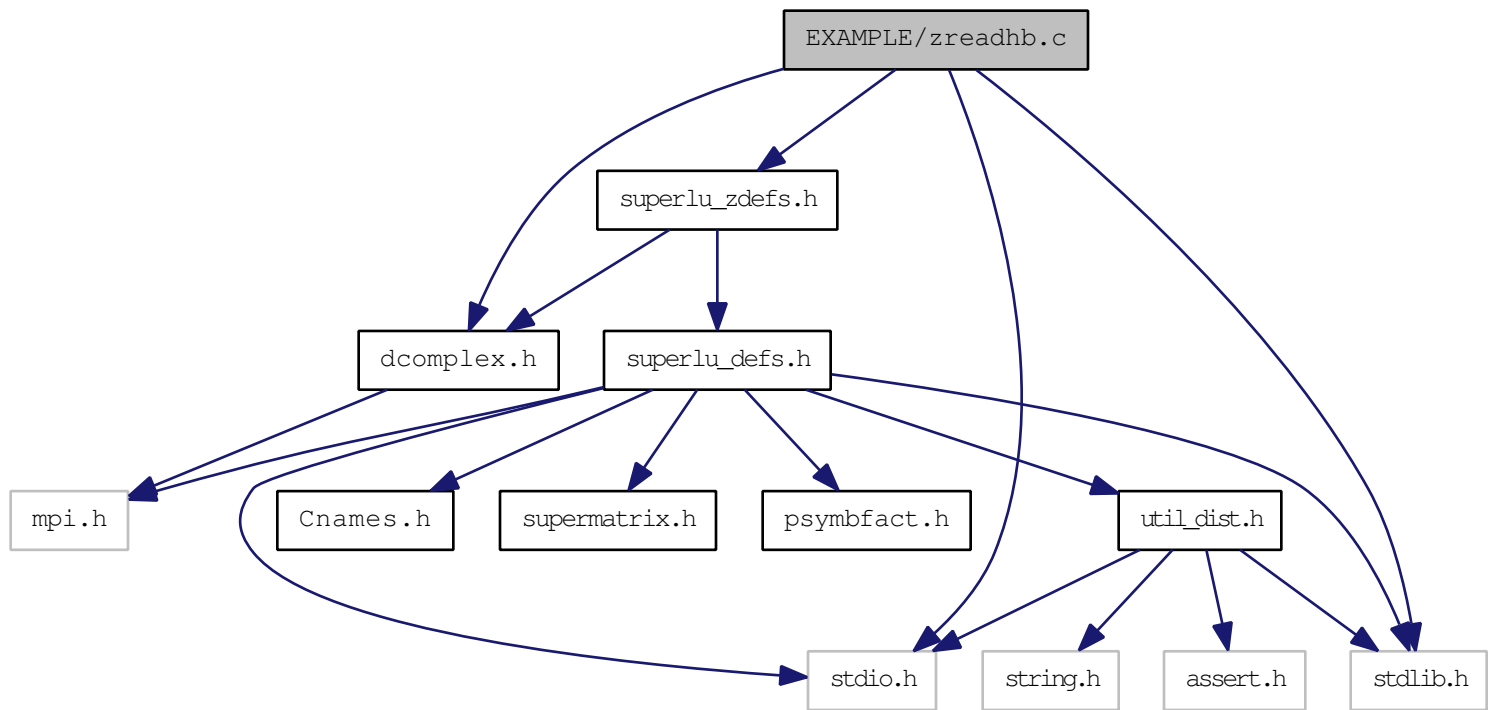 EXAMPLE/zreadhb.c
superlu_zdefs.h
dcomplex.h
superlu_defs.h
mpi.h
Cnames.h
supermatrix.h
psymbfact.h
util_dist.h
stdio.h
string.h
assert.h
stdlib.h